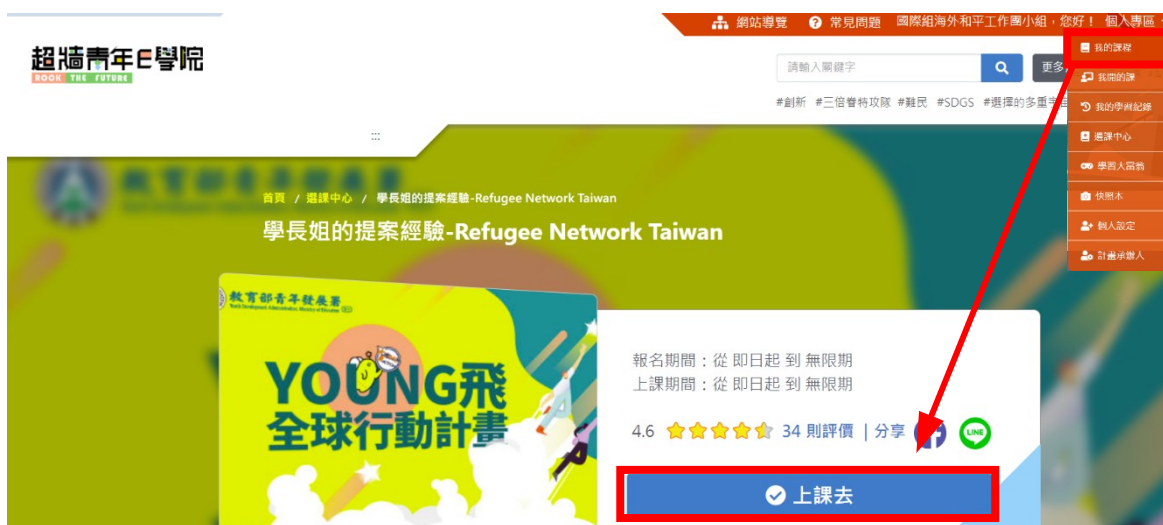 網站導覽 常見問題 國際組海外和平工作團小組，您好！ 個人專區
超牆青年E學院
ROCK THE FUTURE
請輸入關鍵字
更多
#創新 #三倍眷特攻隊 #難民 #SDGS #選擇的多重宇宙
我的課程
我開的課
我的學習記錄
選課中心
學習大富翁
快照本
個人設定
計畫承辦人
:::
首頁 / 選課中心 / 學長姐的提案經驗-Refugee Network Taiwan
學長姐的提案經驗-Refugee Network Taiwan
教育部青年發展署
YOUNG飛
全球行動計畫
報名期間：從 即日起 到 無限期
上課期間：從 即日起 到 無限期
4.6 34 則評價 | 分享
LINE
上課去